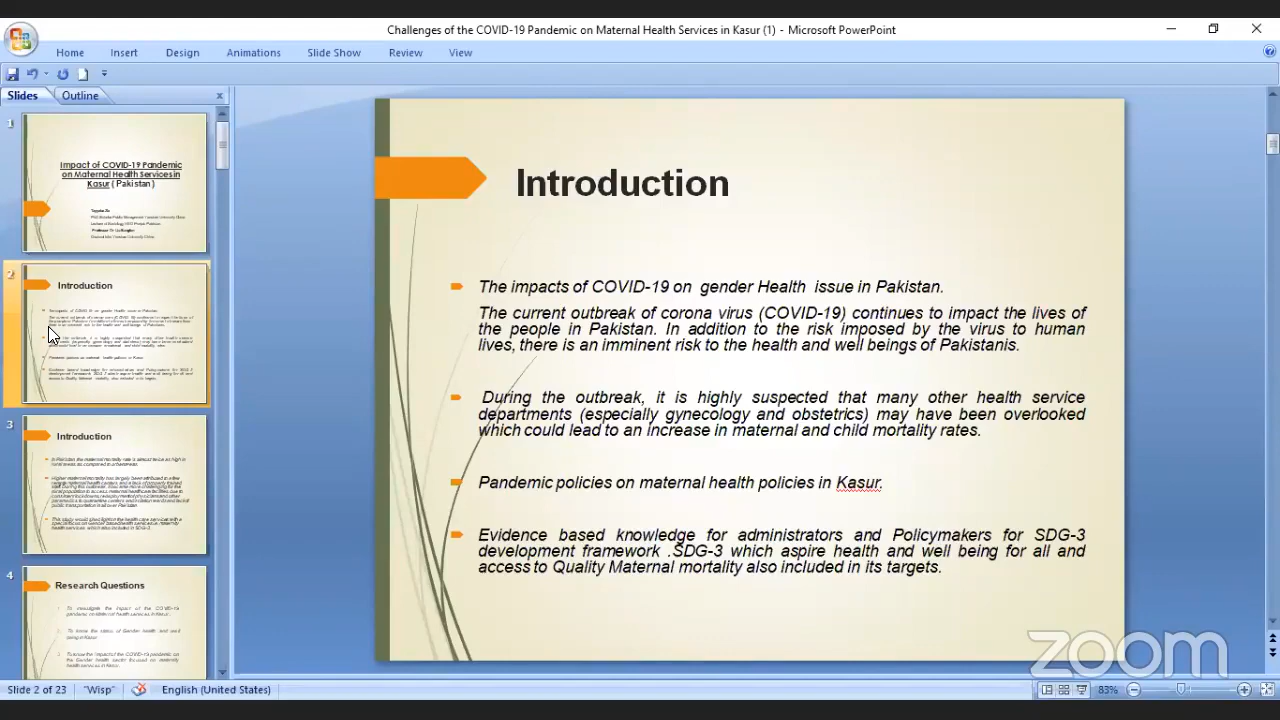 Challenges of the COVID-19 Pandemic on Maternal Health Services in Kasur (1) - Microsoft PowerPoint
Home Insert Design Animations Slide Show Review View
Slides Outline
1
Impact of COVID-19 Pandemic
on Maternal Health Services in
Kasur ( Pakistan )
2
Introduction
3
Introduction
4
Research Questions
Introduction
The impacts of COVID-19 on gender Health issue in Pakistan.
The current outbreak of corona virus (COVID-19) continues to impact the lives of
the people in Pakistan. In addition to the risk imposed by the virus to human
lives, there is an imminent risk to the health and well beings of Pakistanis.
During the outbreak, it is highly suspected that many other health service
departments (especially gynecology and obstetrics) may have been overlooked
which could lead to an increase in maternal and child mortality rates.
Pandemic policies on maternal health policies in Kasur.
Evidence based knowledge for administrators and Policymakers for SDG-3
development framework .SDG-3 which aspire health and well being for all and
access to Quality Maternal mortality also included in its targets.
zoom
Slide 2 of 23 "Wisp" English (United States) 83%